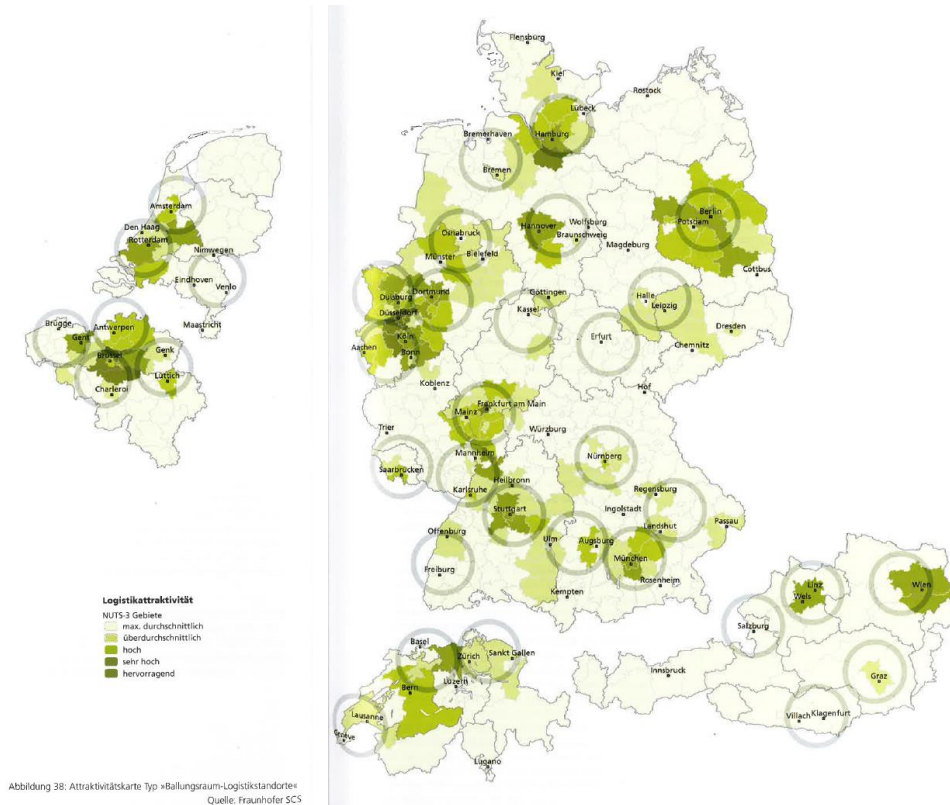 Flensburg
Kiel
Rostock
Lübeck
Bremerhaven
Hamburg
Bremen
Amsterdam
Den Haag
Rotterdam
Nimwegen
Eindhoven
Venlo
Maastricht
Brügge
Antwerpen
Gent
Brüssel
Genk
Lüttich
Charleroi
Osnabrück
Hannover
Wolfsburg
Braunschweig
Berlin
Potsdam
Magdeburg
Münster
Bielefeld
Cottbus
Duisburg
Dortmund
Göttingen
Halle
Leipzig
Düsseldorf
Kassel
Köln
Erfurt
Dresden
Aachen
Bonn
Chemnitz
Koblenz
Hof
Frankfurt am Main
Mainz
Trier
Würzburg
Mannheim
Nürnberg
Saarbrücken
Heilbronn
Karlsruhe
Regensburg
Stuttgart
Ingolstadt
Offenburg
Landshut
Passau
Ulm
Augsburg
München
Freiburg
Rosenheim
Kempten
Linz
Wels
Wien
Salzburg
Basel
Zürich
Sankt Gallen
Innsbruck
Luzern
Bern
Graz
Lausanne
Villach
Klagenfurt
Genève
Lugano
Logistikattraktivität
NUTS-3 Gebiete
max. durchschnittlich
überdurchschnittlich
hoch
sehr hoch
hervorragend
Abbildung 38: Attraktivitätskarte Typ »Ballungsraum-Logistikstandorte«
Quelle: Fraunhofer SCS